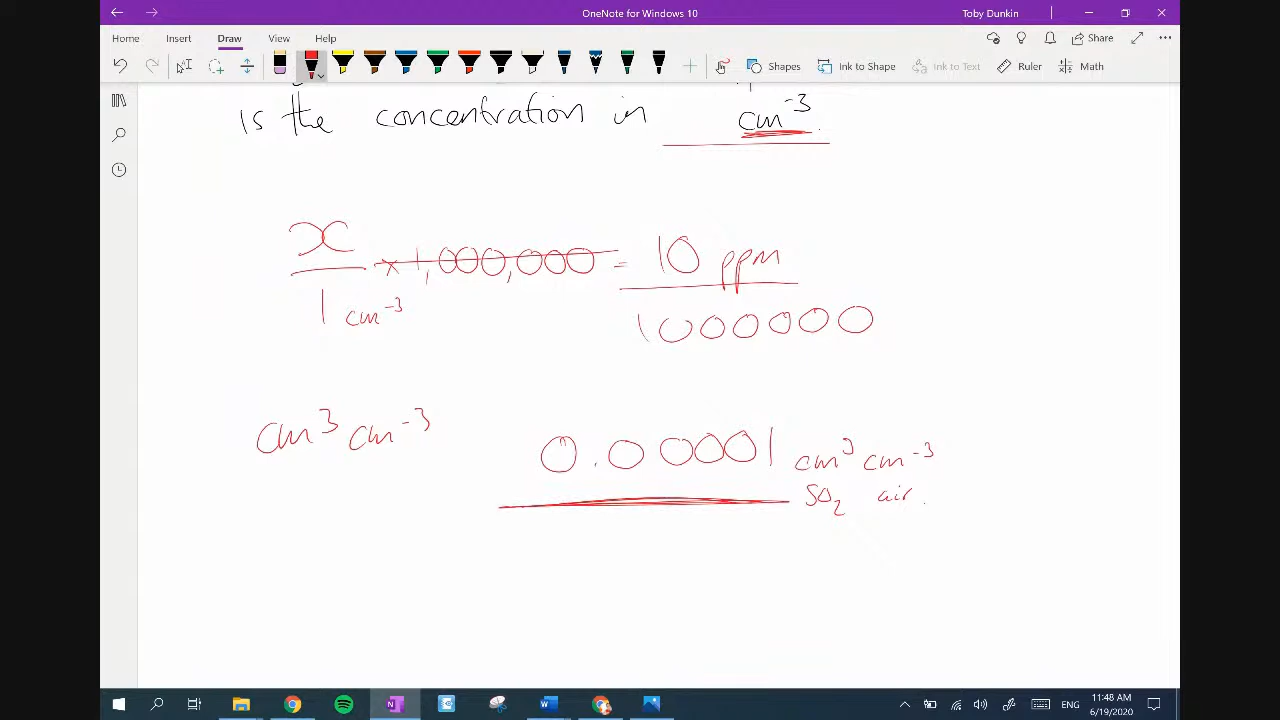 OneNote for Windows 10
Toby Dunkin
Home Insert Draw View Help
Share
Shapes Ink to Shape Ink to Text Ruler Math
is the concentration in cm⁻³.
x × 1,000,000 = 10 ppm
1 cm⁻³ 1000000
cm³ cm⁻³
0.00001 cm³ cm⁻³
SO₂ air.
ENG
11:48 AM
6/19/2020